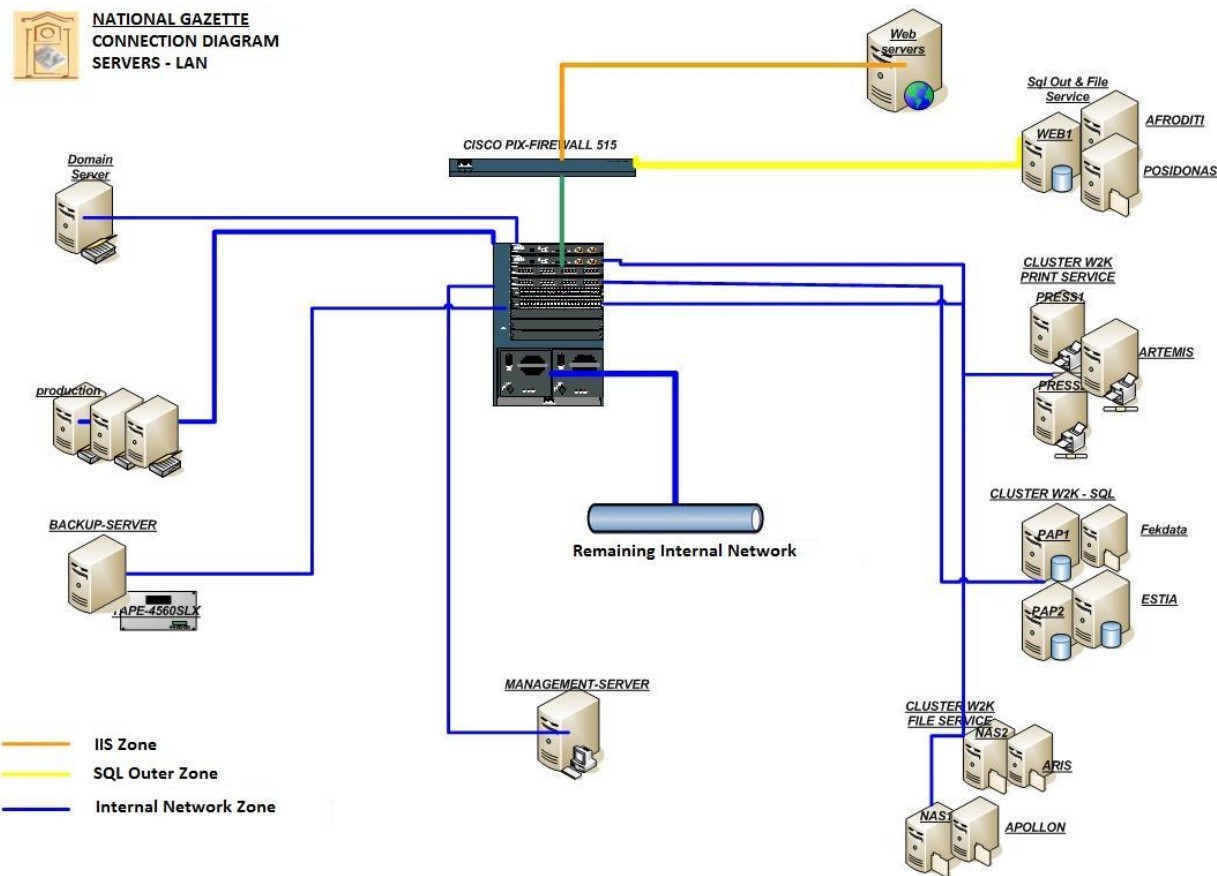 NATIONAL GAZETTE
CONNECTION DIAGRAM
SERVERS - LAN
Web
servers
Sql Out & File
Service
WEB1
AFRODITI
POSIDONAS
CISCO PIX-FIREWALL 515
Domain
Server
CLUSTER W2K
PRINT SERVICE
PRESS1
ARTEMIS
PRESS
production
CLUSTER W2K - SQL
PAP1
Fekdata
BACKUP-SERVER
Remaining Internal Network
TAPE-4560SLX
PAP2
ESTIA
MANAGEMENT-SERVER
CLUSTER W2K
FILE SERVICE
NAS2
ARIS
NAS1
APOLLON
IIS Zone
SQL Outer Zone
Internal Network Zone